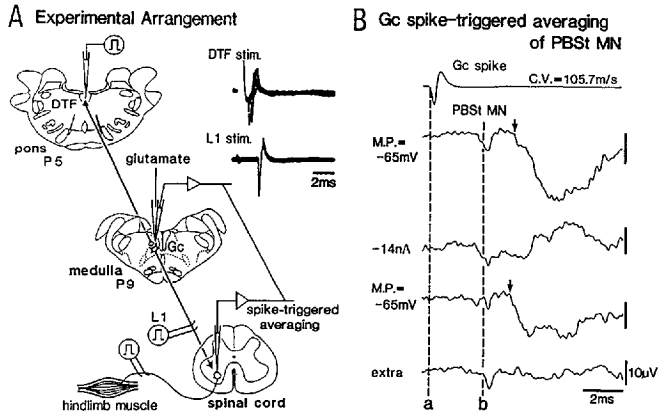 A Experimental Arrangement
DTF
pons
P5
DTF stim.
L1 stim.
2ms
glutamate
Gc
medulla
P9
L1
spike-triggered
averaging
hindlimb muscle
spinal cord
B Gc spike-triggered averaging
of PBSt MN
Gc spike
C.V.=105.7m/s
PBSt MN
M.P.=
-65mV
-14nA
M.P.=
-65mV
extra
10μV
2ms
a
b